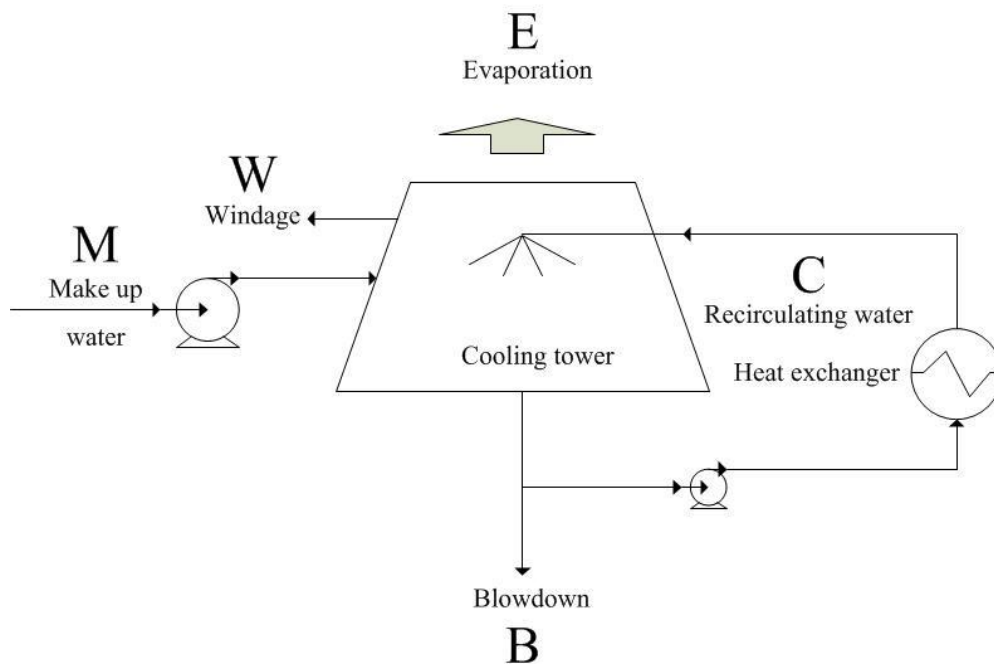 E
Evaporation
W
Windage
M
Make up
water
C
Recirculating water
Cooling tower
Heat exchanger
Blowdown
B